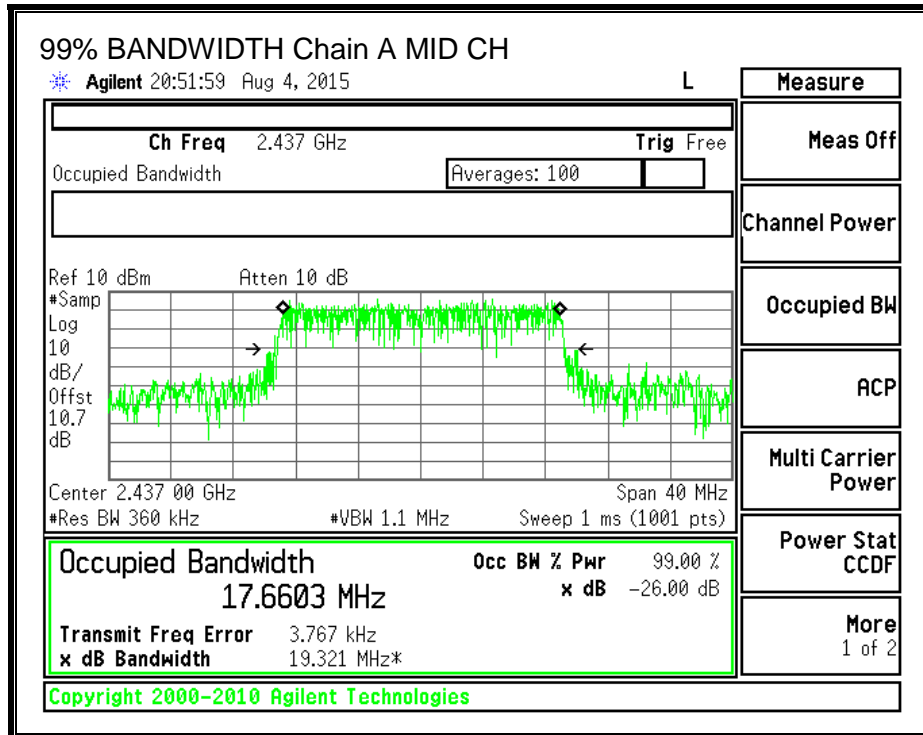 99% BANDWIDTH Chain A MID CH
Agilent 20:51:59 Aug 4, 2015 L
Measure
Ch Freq 2.437 GHz Trig Free
Meas Off
Occupied Bandwidth Averages: 100
Channel Power
Ref 10 dBm Atten 10 dB
#Samp
Log
10
dB/
Offst
10.7
dB
Occupied BW
ACP
Multi Carrier
Power
Center 2.437 00 GHz Span 40 MHz
#Res BW 360 kHz #VBW 1.1 MHz Sweep 1 ms (1001 pts)
Occupied Bandwidth Occ BW % Pwr 99.00 %
17.6603 MHz x dB -26.00 dB
Transmit Freq Error 3.767 kHz
x dB Bandwidth 19.321 MHz*
Power Stat
CCDF
More
1 of 2
Copyright 2000-2010 Agilent Technologies